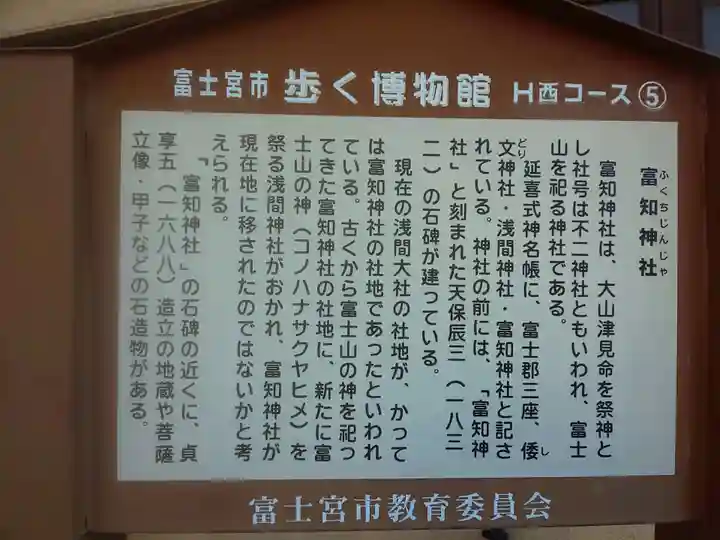 富士宮市 歩く博物館 H西コース⑤
ふくちじんじゃ
富知神社
富知神社は、大山津見命を祭神と
し社号は不二神社ともいわれ、富士
山を祀る神社である。
延喜式神名帳に、富士郡三座、倭
しどり
文神社・浅間神社・富知神社と記さ
れている。神社の前には、「富知神
社」と刻まれた天保辰三(一八三
二)の石碑が建っている。
現在の浅間大社の社地が、かつて
は富知神社の社地であったといわれ
ている。古くから富士山の神を祀っ
てきた富知神社の社地に、新たに富
士山の神(コノハナサクヤヒメ)を
祭る浅間神社がおかれ、富知神社が
現在地に移されたのではないかと考
えられる。
「富知神社」の石碑の近くに、貞
享五(一六八八)造立の地蔵や菩薩
立像・甲子などの石造物がある。
富士宮市教育委員会